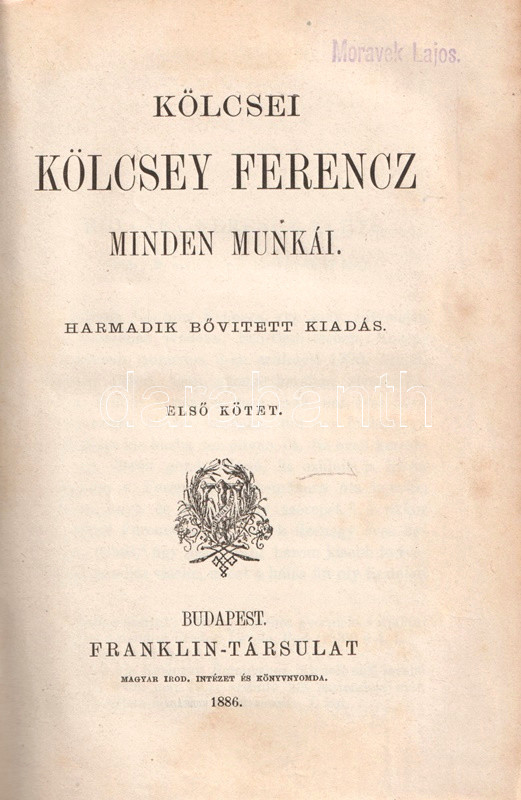 Moravek Lajos.
KÖLCSEI
KÖLCSEY FERENCZ
MINDEN MUNKÁI.
HARMADIK BŐVITETT KIADÁS.
darabanth
ELSŐ KÖTET.
BUDAPEST.
FRANKLIN-TÁRSULAT
MAGYAR IROD. INTÉZET ÉS KÖNYVNYOMDA.
1886.